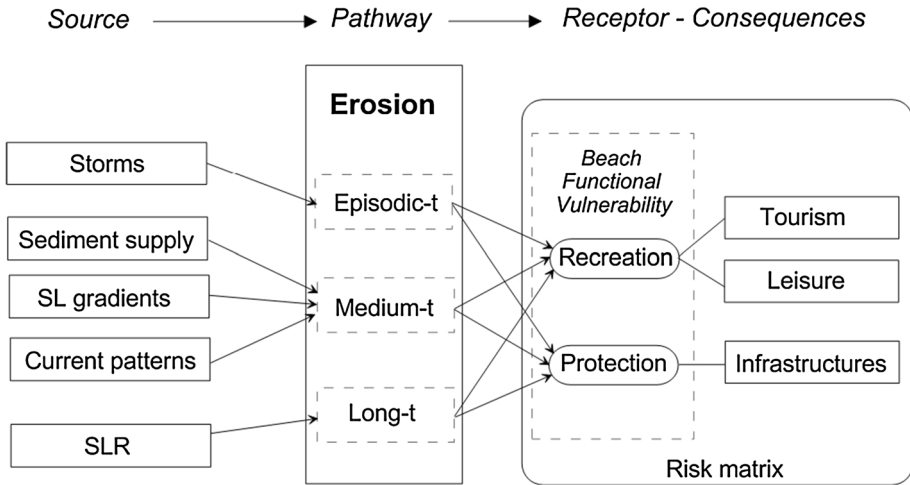 Source Pathway Receptor - Consequences
Erosion
Storms
Sediment supply
SL gradients
Current patterns
SLR
Episodic-t
Medium-t
Long-t
Beach
Functional
Vulnerability
Recreation
Protection
Tourism
Leisure
Infrastructures
Risk matrix